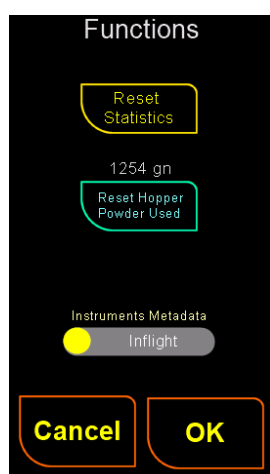 Functions
Reset
Statistics
1254 gn
Reset Hopper
Powder Used
Instruments Metadata
Inflight
Cancel
OK